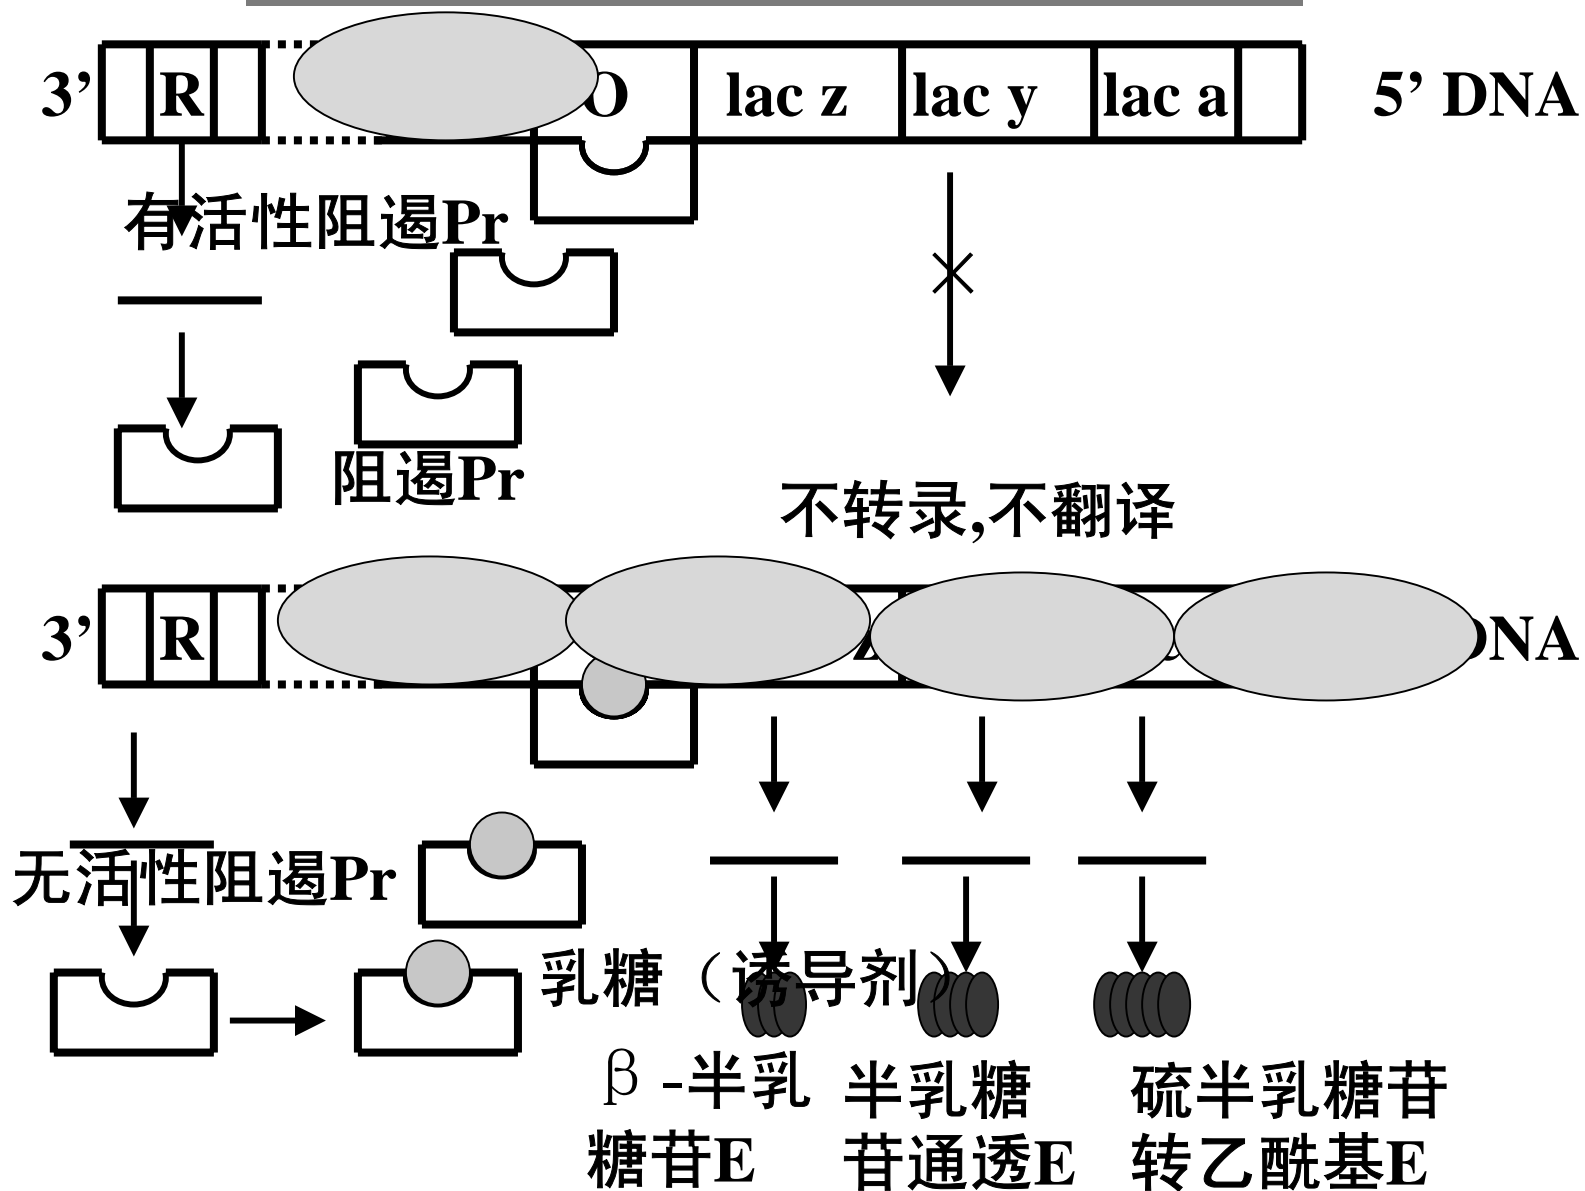 3’ R O lac z lac y lac a 5’ DNA
有活性阻遏Pr
阻遏Pr
不转录,不翻译
3’ R NA
无活性阻遏Pr
乳糖（诱导剂）
β-半乳
糖苷E
半乳糖
苷通透E
硫半乳糖苷
转乙酰基E